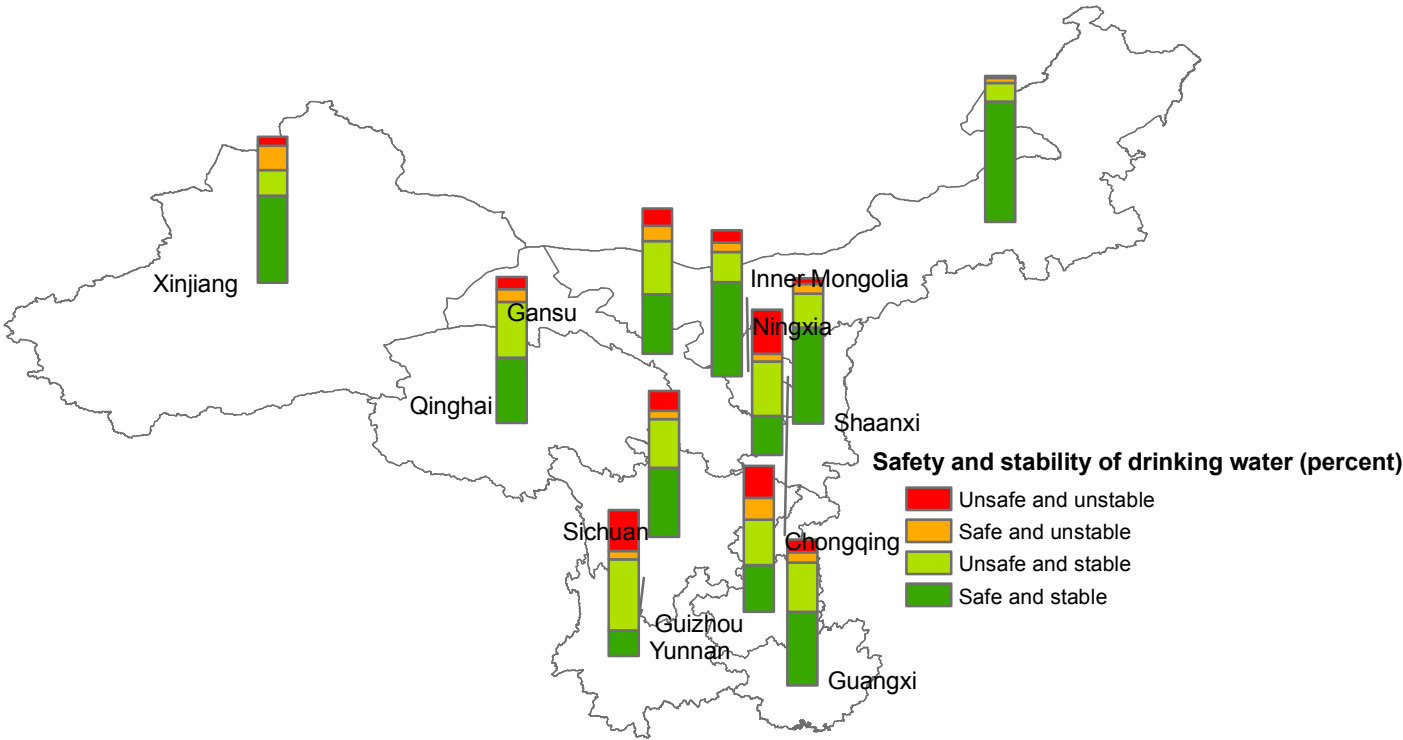 Inner Mongolia
Xinjiang
Gansu
Ningxia
Qinghai
Shaanxi
Safety and stability of drinking water (percent)
Unsafe and unstable
Safe and unstable
Unsafe and stable
Safe and stable
Sichuan
Chongqing
Guizhou
Yunnan
Guangxi